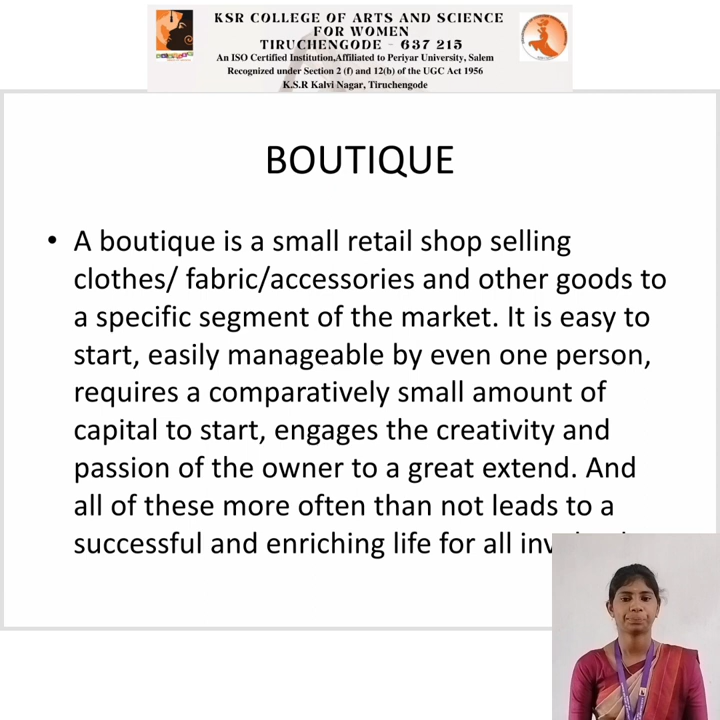 KSR COLLEGE OF ARTS AND SCIENCE
FOR WOMEN
TIRUCHENGODE - 637 215
An ISO Certified Institution,Affiliated to Periyar University, Salem
Recognized under Section 2 (f) and 12(b) of the UGC Act 1956
K.S.R Kalvi Nagar, Tiruchengode
BOUTIQUE
• A boutique is a small retail shop selling
clothes/ fabric/accessories and other goods to
a specific segment of the market. It is easy to
start, easily manageable by even one person,
requires a comparatively small amount of
capital to start, engages the creativity and
passion of the owner to a great extend. And
all of these more often than not leads to a
successful and enriching life for all